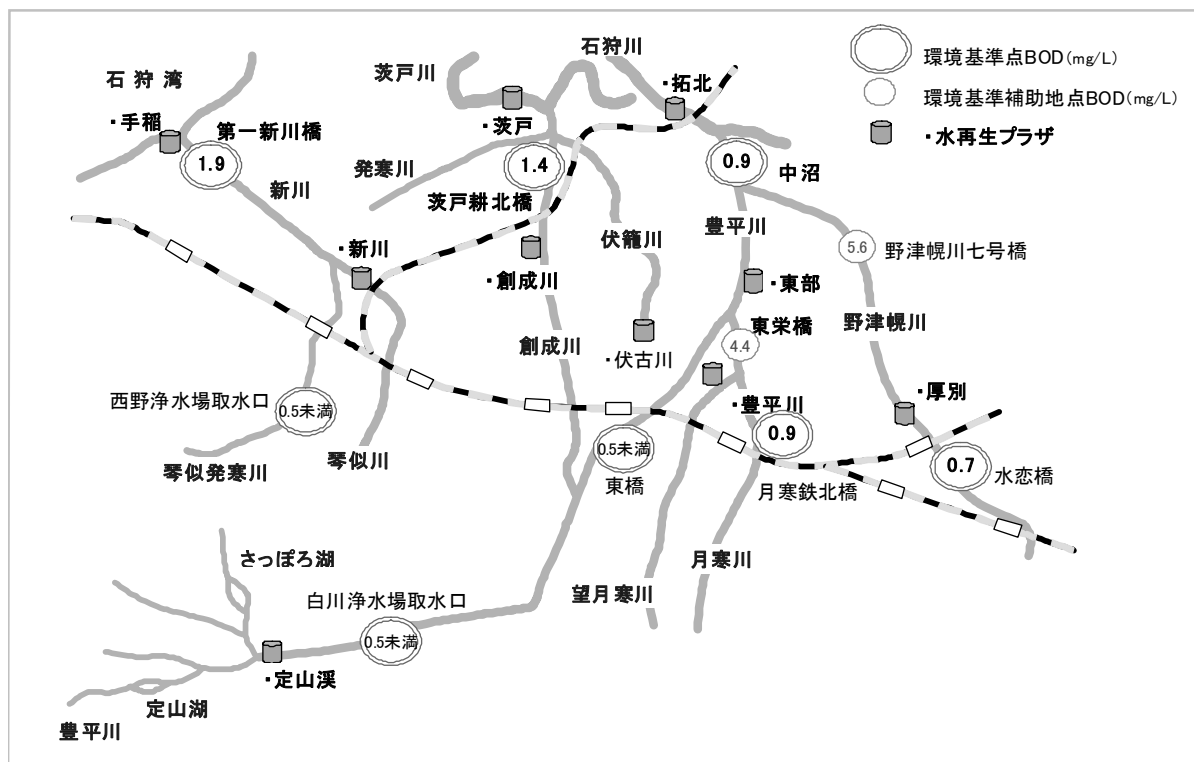 石狩川
環境基準点BOD(mg/L)
茨戸川
石狩湾
・拓北
環境基準補助地点BOD(mg/L)
・手稲
第一新川橋
・茨戸
・水再生プラザ
1.9
発寒川
1.4
0.9
中沼
新川
茨戸耕北橋
豊平川
伏籠川
5.6
野津幌川七号橋
・新川
・創成川
・東部
東栄橋
野津幌川
創成川
4.4
・伏古川
西野浄水場取水口
0.5未満
・豊平川
・厚別
0.9
0.5未満
0.7
水恋橋
琴似発寒川
琴似川
東橋
月寒鉄北橋
さっぽろ湖
月寒川
望月寒川
白川浄水場取水口
0.5未満
・定山渓
定山湖
豊平川